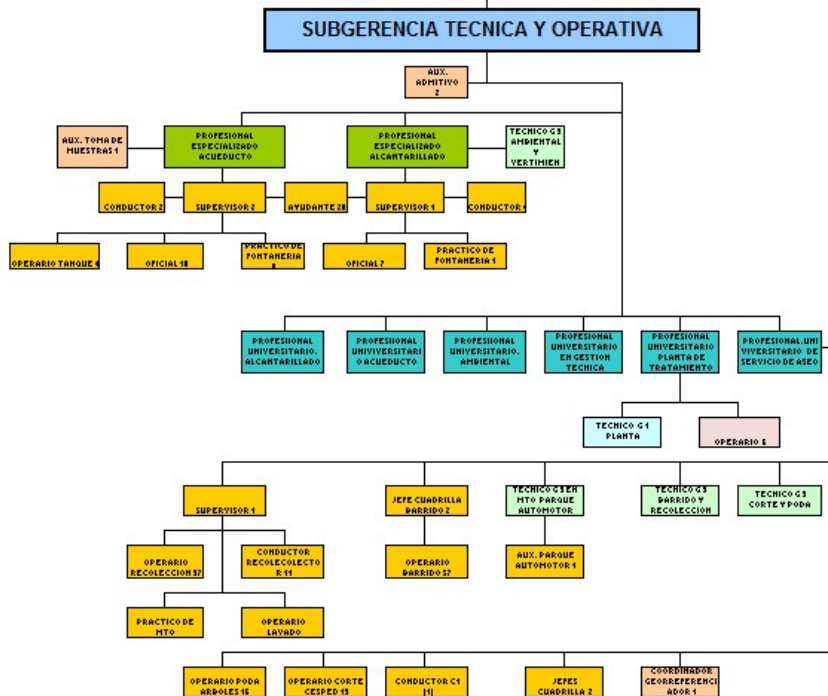 SUBGERENCIA TECNICA Y OPERATIVA
AUX.
ADMITIVO
2
AUX. TOMA DE
MUESTRAS 1
PROFESIONAL
ESPECIALIZADO
ACUEDUCTO
PROFESIONAL
ESPECIALIZADO
ALCANTARILLADO
TECNICO G3
AMBIENTAL
Y
VERTIMIEN
CONDUCTOR 2
SUPERVISOR 2
AYUDANTE 28
SUPERVISOR 1
CONDUCTOR
OPERARIO TANQUE
OFICIAL 18
PRACTICO DE
FONTANERIA
OFICIAL 7
PRACTICO DE
FONTANERIA 1
PROFESIIONAL
UNIVERSITARIO.
ALCANTARILLADO
PROFESIIONAL
UNIVIVERSITARI
O ACUEDUCTO
PROFESIIONAL
UNIVERSITARIO.
AMBIENTAL
PROFESIONAL
UNIVERSITARIO
EN GESTION
TECNICA
PROFESIONAL
UNIVERSITARIO
PLANTA DE
TRATAMIENTO
PROFESIONAL.UNI
VIVERSITARIO DE
SERVICIO DE ASEO
TECNICO G1
PLANTA
OPERARIO 5
SUPERVISOR 1
JEFE CUADRILLA
BARRIDO 2
TECNICO G3 EN
MTO PARQUE
AUTOMOTOR
TECNICO G3
BARRIDO Y
RECOLECCION
TECNICO G3
CORTE Y PODA
OPERARIO
RECOLECCION 37
CONDUCTOR
RECOLECOLECTO
R 11
OPERARIO
BARRIDO 57
AUX. PARQUE
AUTOMOTOR 1
PRACTICO DE
MTO
OPERARIO
LAVADO
OPERARIO PODA
ARBOLES 16
OPERARIO CORTE
CESPED 19
CONDUCTOR C1
(1)
JEFES
CUADRILLA 2
COORDINADOR
GEORREFERENCI
ADOR 1